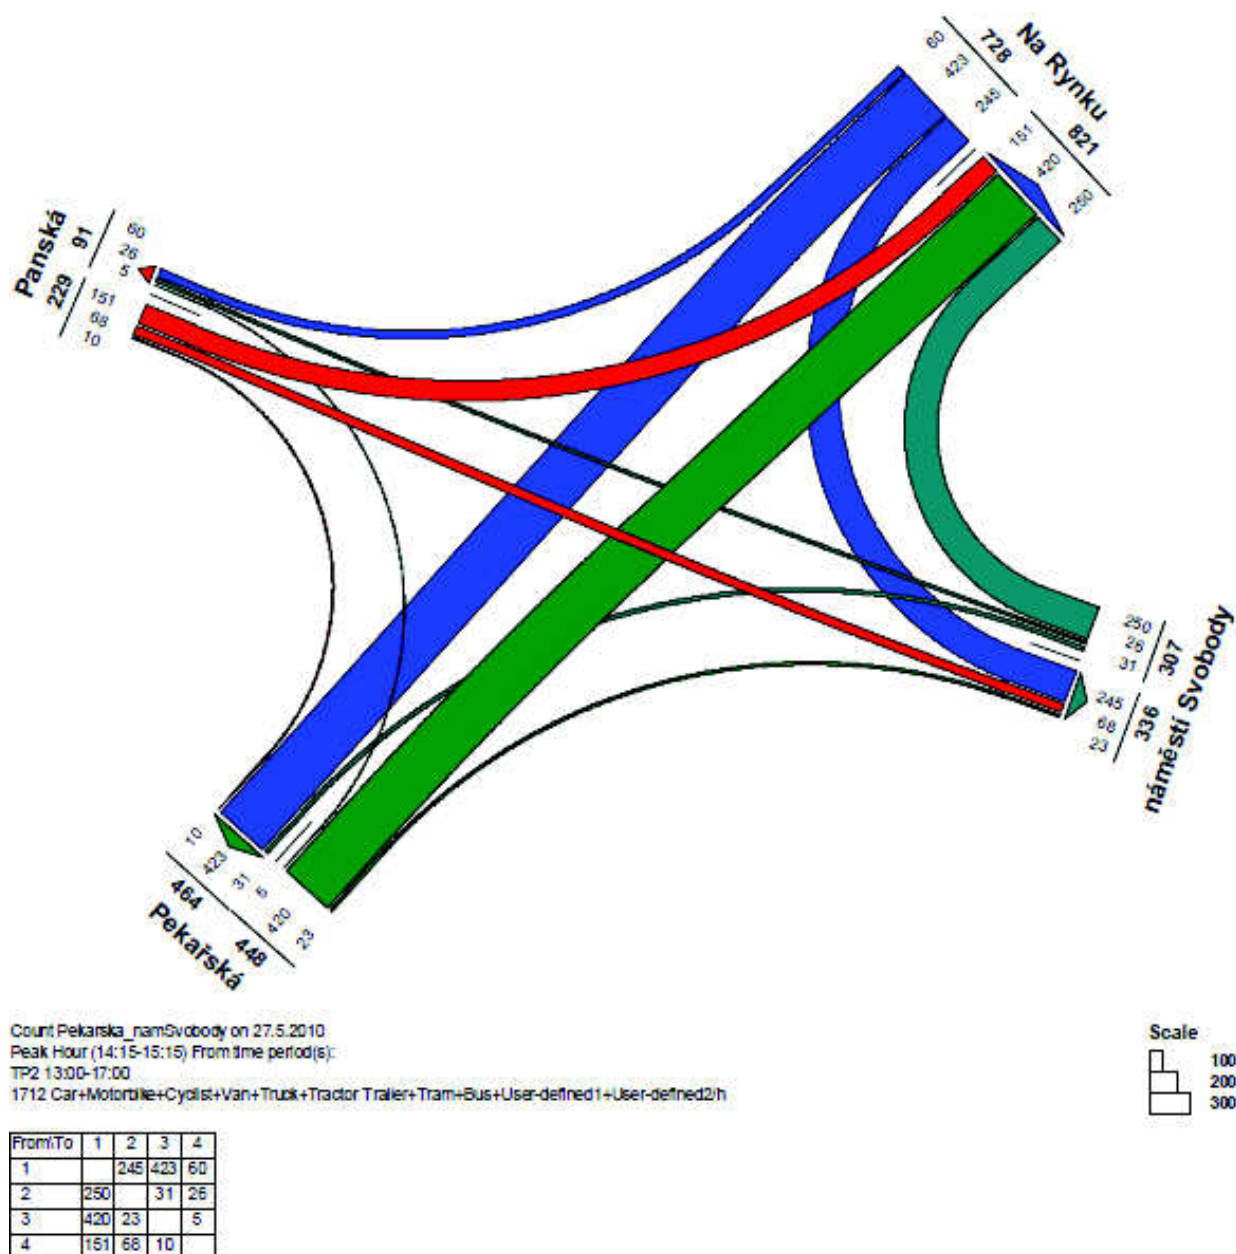 Na Rynku
728
821
60
423
245
151
420
250
Panská
91
229
60
26
5
151
68
10
250
26
31
307
245
68
23
336
náměstí Svobody
10
423
31
5
420
23
464
448
Pekařská
Count Pekarska_namSvobody on 27.5.2010
Peak Hour (14:15-15:15) From time period(s):
TP2 13:00-17:00
1712 Car+Motorbike+Cyclist+Van+Truck+Tractor Trailer+Tram+Bus+User-defined1+User-defined2/h
Scale
100
200
300
From\To 1 2 3 4
1 245 423 60
2 250 31 26
3 420 23 5
4 151 68 10